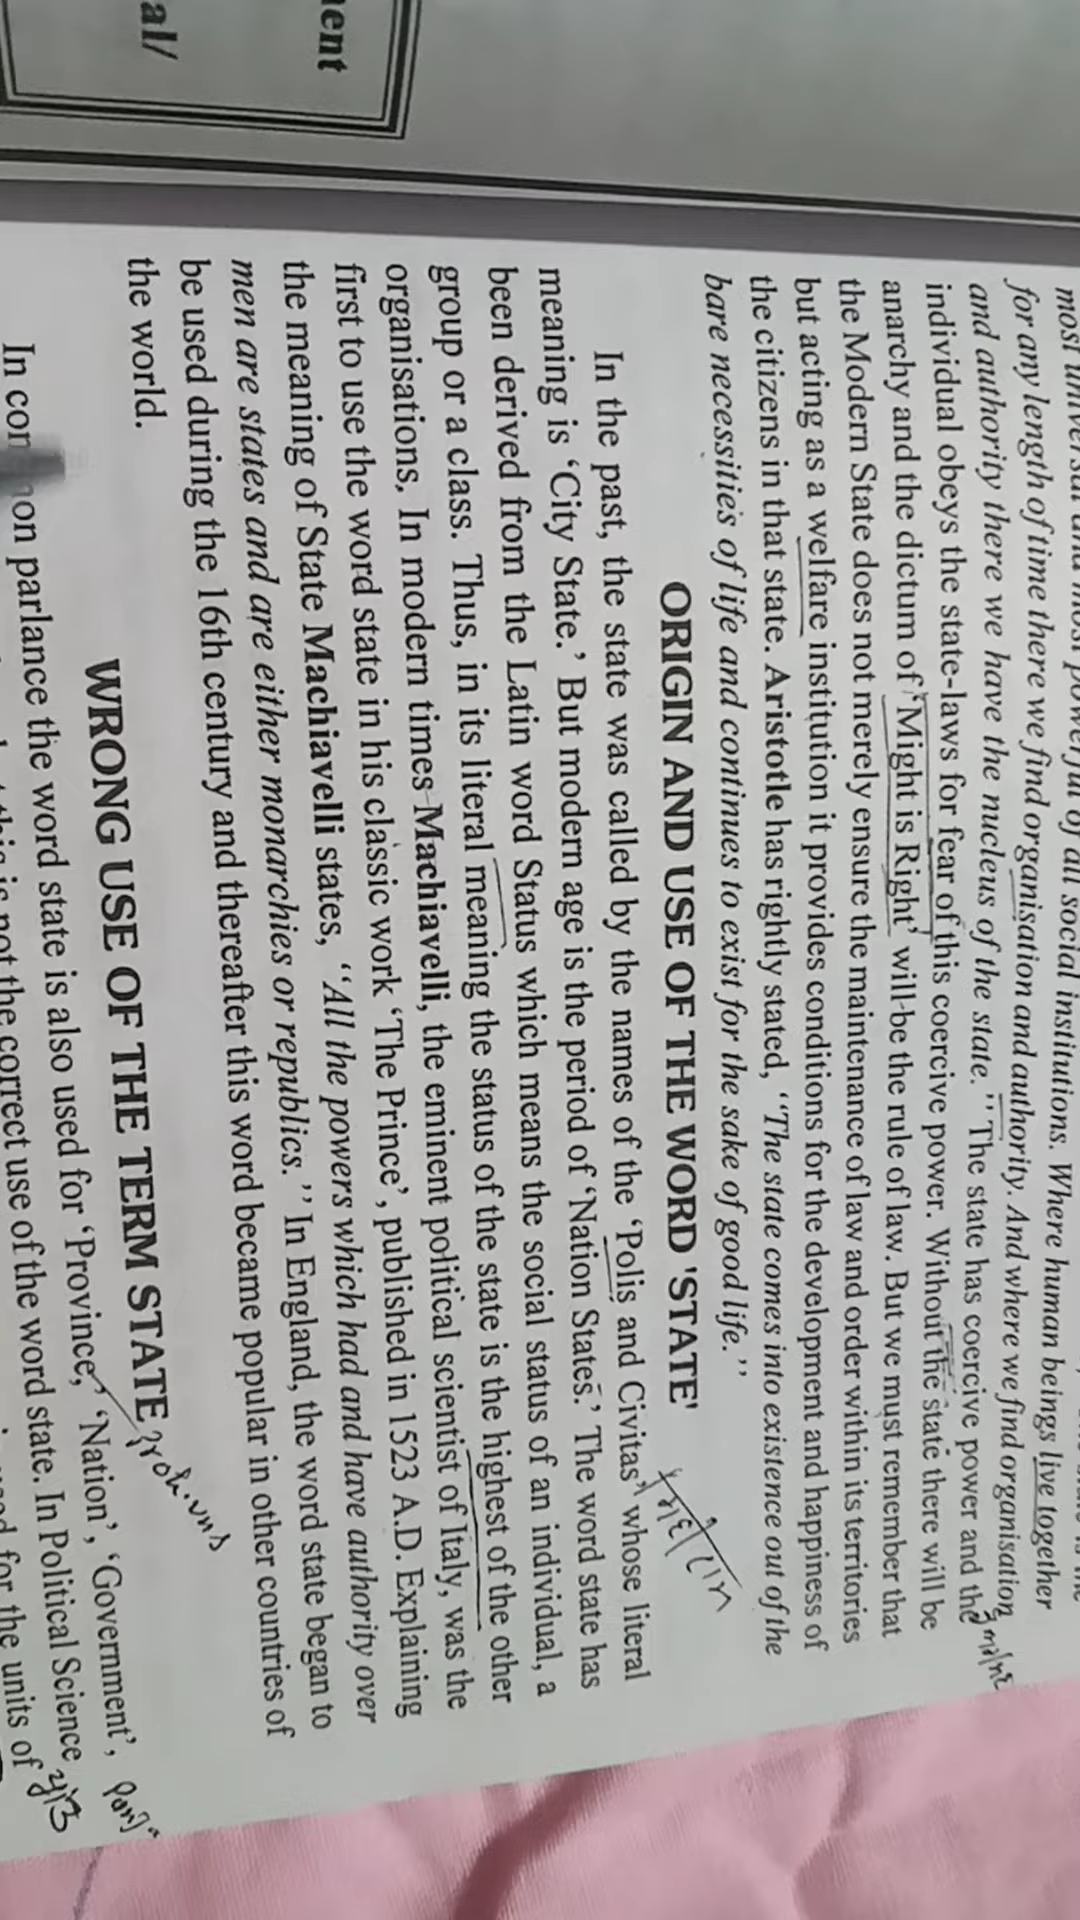 ent
al/
most powerful of all social institutions. Where human beings live together
for any length of time there we find organisation and authority. And where we find organisation
and authority there we have the nucleus of the state.'' The state has coercive power and the
individual obeys the state-laws for fear of this coercive power. Without the state there will be
anarchy and the dictum of 'Might is Right' will be the rule of law. But we must remember that
the Modern State does not merely ensure the maintenance of law and order within its territories
but acting as a welfare institution it provides conditions for the development and happiness of
the citizens in that state. Aristotle has rightly stated, ''The state comes into existence out of the
bare necessities of life and continues to exist for the sake of good life.''
ORIGIN AND USE OF THE WORD 'STATE'
In the past, the state was called by the names of the 'Polis and Civitas' whose literal
meaning is 'City State.' But modern age is the period of 'Nation States.' The word state has
been derived from the Latin word Status which means the social status of an individual, a
group or a class. Thus, in its literal meaning the status of the state is the highest of the other
organisations. In modern times Machiavelli, the eminent political scientist of Italy, was the
first to use the word state in his classic work 'The Prince', published in 1523 A.D. Explaining
the meaning of State Machiavelli states, ''All the powers which had and have authority over
men are states and are either monarchies or republics.'' In England, the word state began to
be used during the 16th century and thereafter this word became popular in other countries of
the world.
WRONG USE OF THE TERM STATE
In common parlance the word state is also used for 'Province,' 'Nation', 'Government',
this is not the correct use of the word state. In Political Science
for the units of